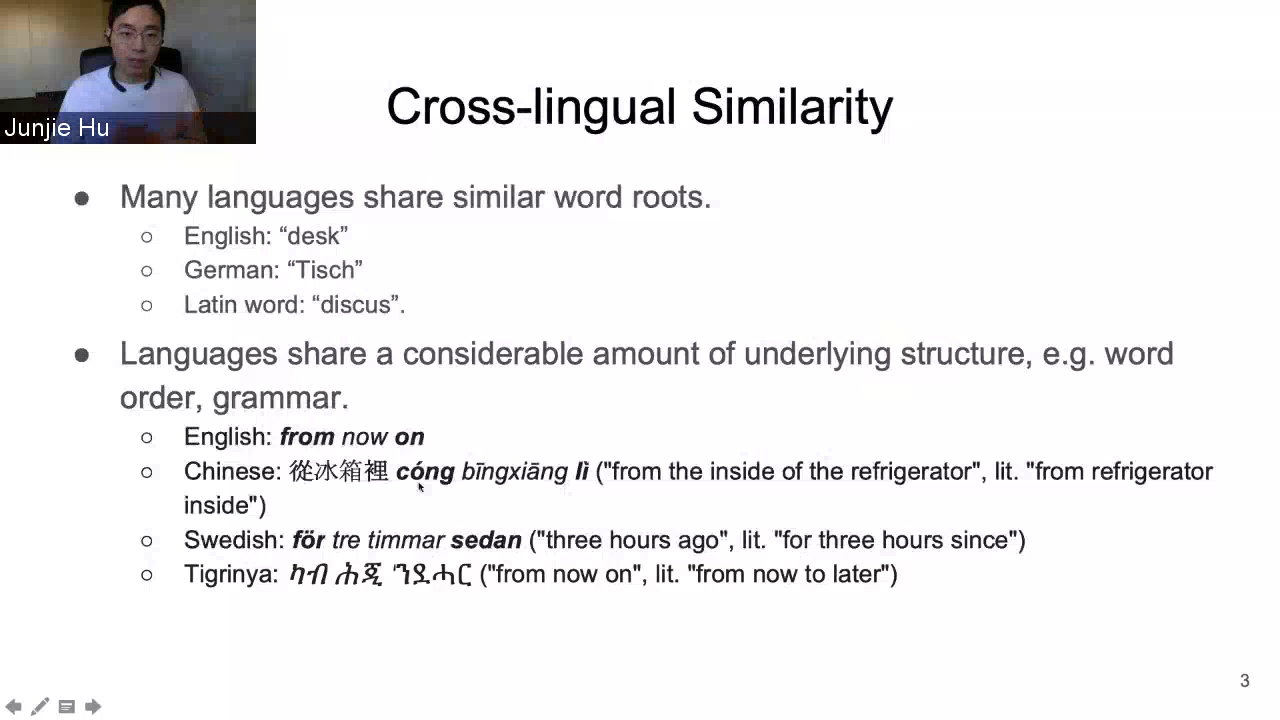 Junjie Hu
Cross-lingual Similarity
● Many languages share similar word roots.
○ English: “desk”
○ German: “Tisch”
○ Latin word: “discus”.
● Languages share a considerable amount of underlying structure, e.g. word
order, grammar.
○ English: from now on
○ Chinese: 從冰箱裡 cóng bīngxiāng lì ("from the inside of the refrigerator", lit. "from refrigerator
inside")
○ Swedish: för tre timmar sedan ("three hours ago", lit. "for three hours since")
○ Tigrinya: ካብ ሕጂ ንደሓር ("from now on", lit. "from now to later")
3